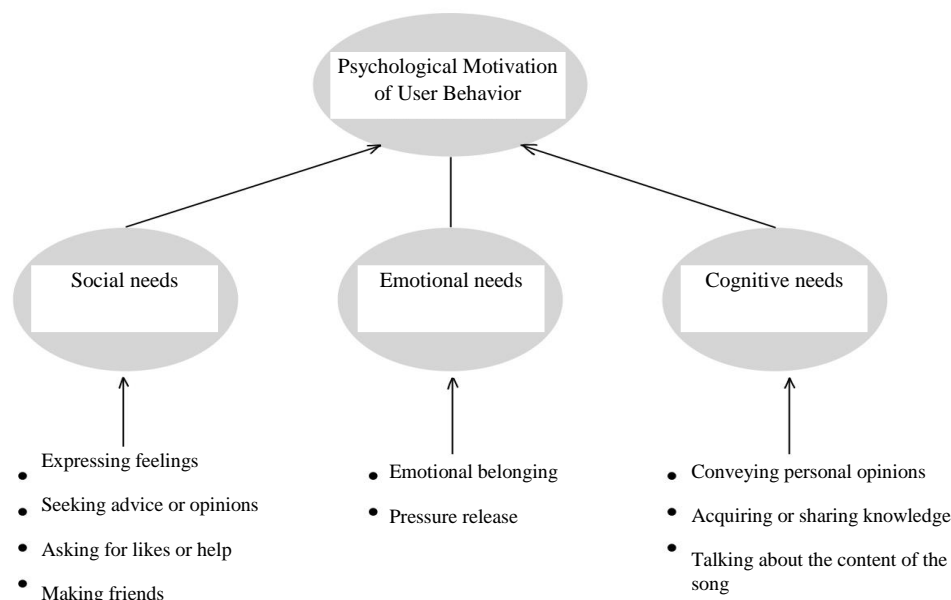 Psychological Motivation
of User Behavior
Social needs
Emotional needs
Cognitive needs
• Expressing feelings
• Seeking advice or opinions
• Asking for likes or help
• Making friends
• Emotional belonging
• Pressure release
• Conveying personal opinions
• Acquiring or sharing knowledge
• Talking about the content of the
song